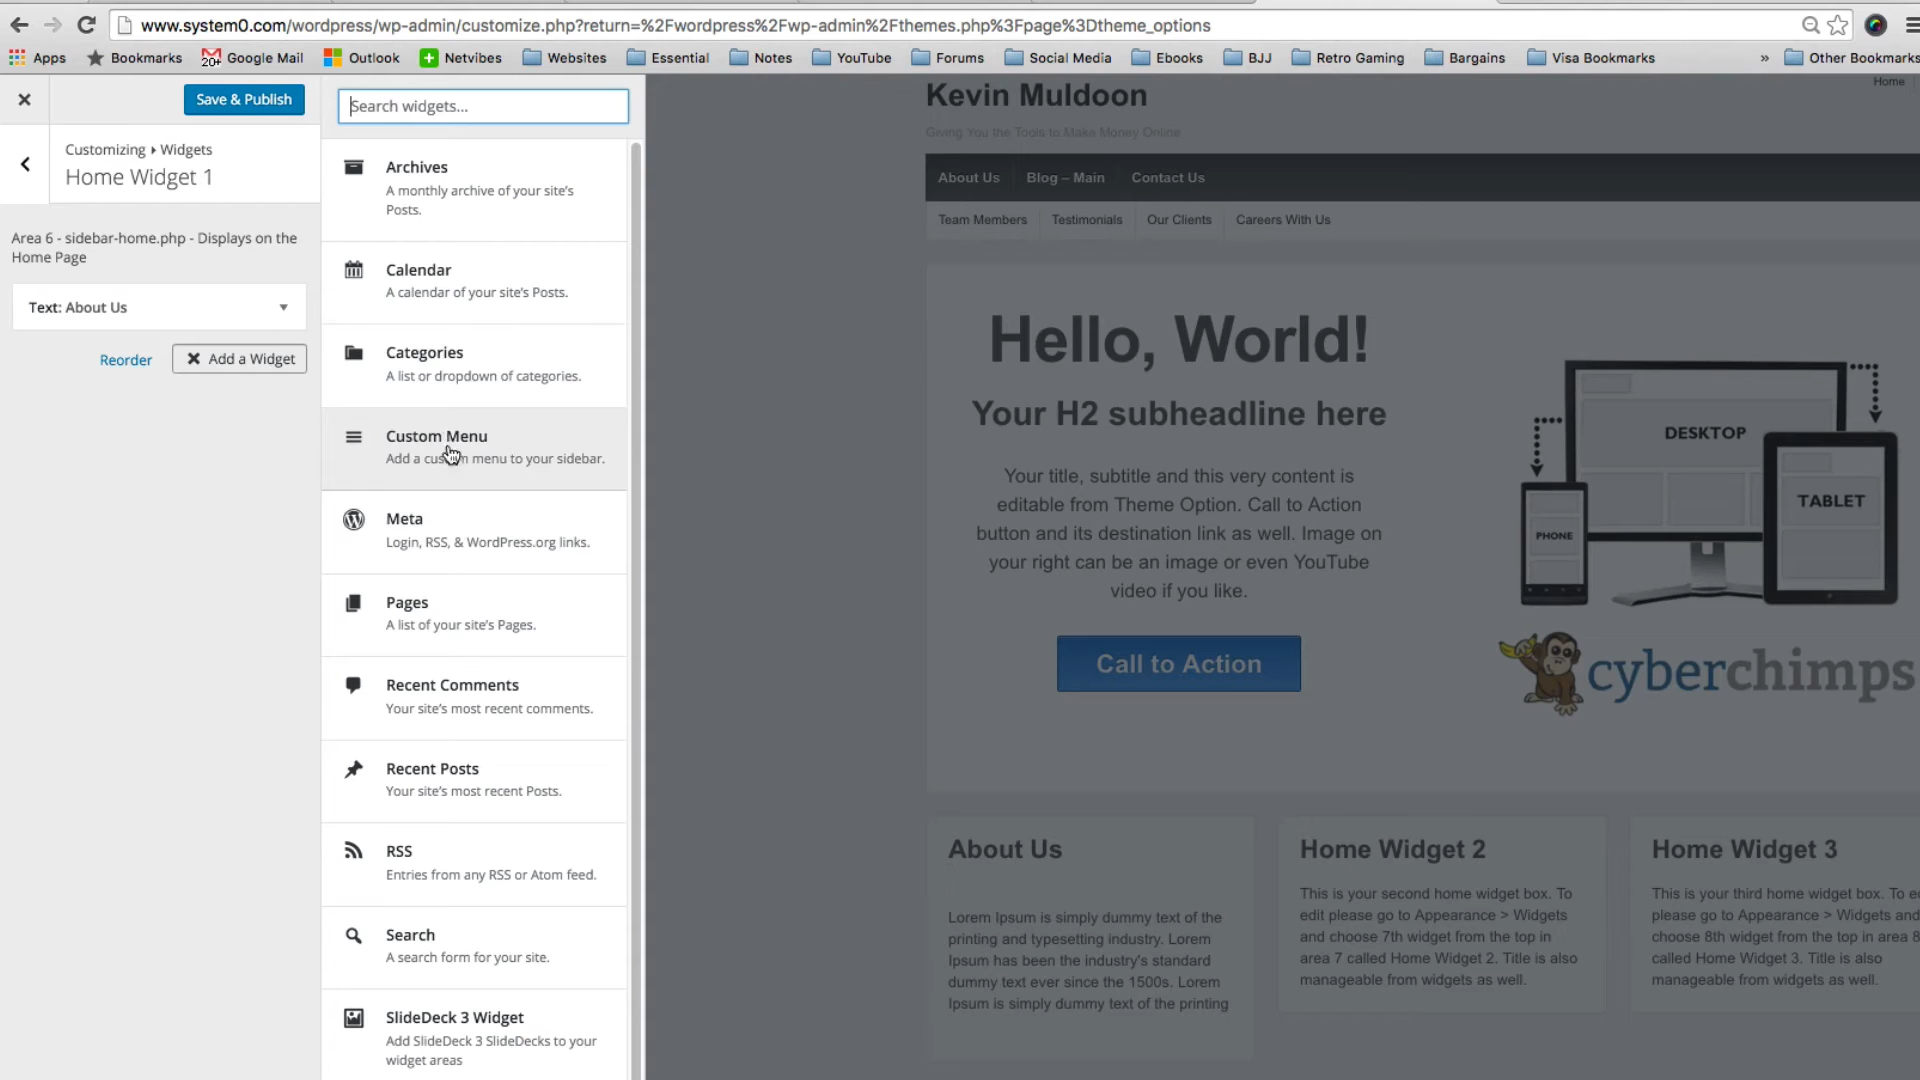 www.system0.com/wordpress/wp-admin/customize.php?return=%2Fwordpress%2Fwp-admin%2Fthemes.php%3Fpage%3Dtheme_options
Apps
Bookmarks
20+
Google Mail
Outlook
Netvibes
Websites
Essential
Notes
YouTube
Forums
Social Media
Ebooks
BJJ
Retro Gaming
Bargains
Visa Bookmarks
»
Other Bookmarks
Save & Publish
Customizing ▸ Widgets
Home Widget 1
Area 6 - sidebar-home.php - Displays on the
Home Page
Text: About Us
Reorder
Add a Widget
Search widgets...
Archives
A monthly archive of your site's
Posts.
Calendar
A calendar of your site's Posts.
Categories
A list or dropdown of categories.
Custom Menu
Add a custom menu to your sidebar.
Meta
Login, RSS, & WordPress.org links.
Pages
A list of your site's Pages.
Recent Comments
Your site's most recent comments.
Recent Posts
Your site's most recent Posts.
RSS
Entries from any RSS or Atom feed.
Search
A search form for your site.
SlideDeck 3 Widget
Add SlideDeck 3 SlideDecks to your
widget areas
Home
Kevin Muldoon
Giving You the Tools to Make Money Online
About Us
Blog – Main
Contact Us
Team Members
Testimonials
Our Clients
Careers With Us
Hello, World!
Your H2 subheadline here
Your title, subtitle and this very content is
editable from Theme Option. Call to Action
button and its destination link as well. Image on
your right can be an image or even YouTube
video if you like.
Call to Action
DESKTOP
TABLET
PHONE
cyberchimps
About Us
Lorem Ipsum is simply dummy text of the
printing and typesetting industry. Lorem
Ipsum has been the industry's standard
dummy text ever since the 1500s. Lorem
Ipsum is simply dummy text of the printing
Home Widget 2
This is your second home widget box. To
edit please go to Appearance > Widgets
and choose 7th widget from the top in
area 7 called Home Widget 2. Title is also
manageable from widgets as well.
Home Widget 3
This is your third home widget box. To e
please go to Appearance > Widgets and
choose 8th widget from the top in area 8
called Home Widget 3. Title is also
manageable from widgets as well.